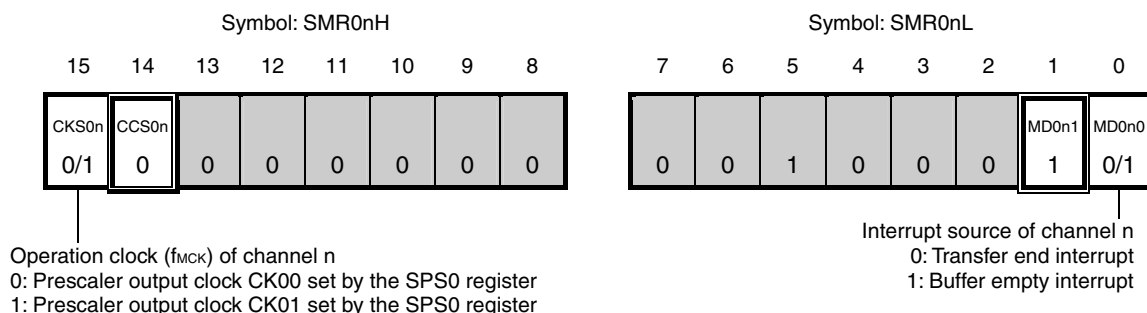 Symbol: SMR0nH
Symbol: SMR0nL
15 14 13 12 11 10 9 8
7 6 5 4 3 2 1 0
CKS0n CCS0n
MD0n1 MD0n0
0/1 0 0 0 0 0 0 0
0 0 1 0 0 0 1 0/1
Operation clock (fMCK) of channel n
0: Prescaler output clock CK00 set by the SPS0 register
1: Prescaler output clock CK01 set by the SPS0 register
Interrupt source of channel n
0: Transfer end interrupt
1: Buffer empty interrupt